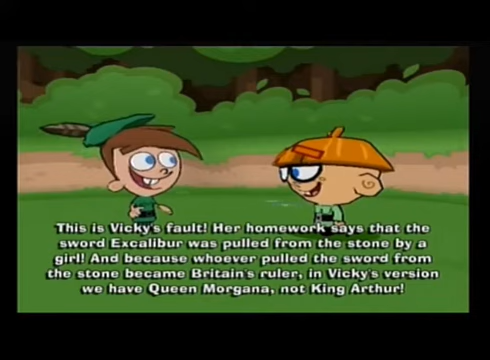 This is Vicky's fault! Her homework says that the
sword Excalibur was pulled from the stone by a
girl! And because whoever pulled the sword from
the stone became Britain's ruler, in Vicky's version
we have Queen Morgana, not King Arthur!